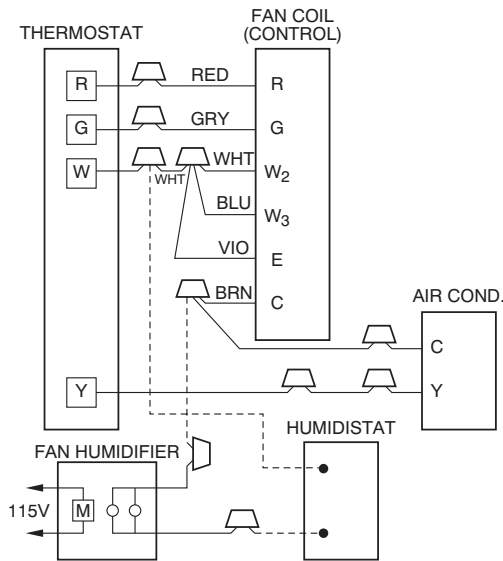 THERMOSTAT
FAN COIL
(CONTROL)
R
RED
R
G
GRY
G
W
WHT
WHT
W2
BLU
W3
VIO
E
BRN
C
AIR COND.
C
Y
Y
HUMIDISTAT
FAN HUMIDIFIER
115V
M